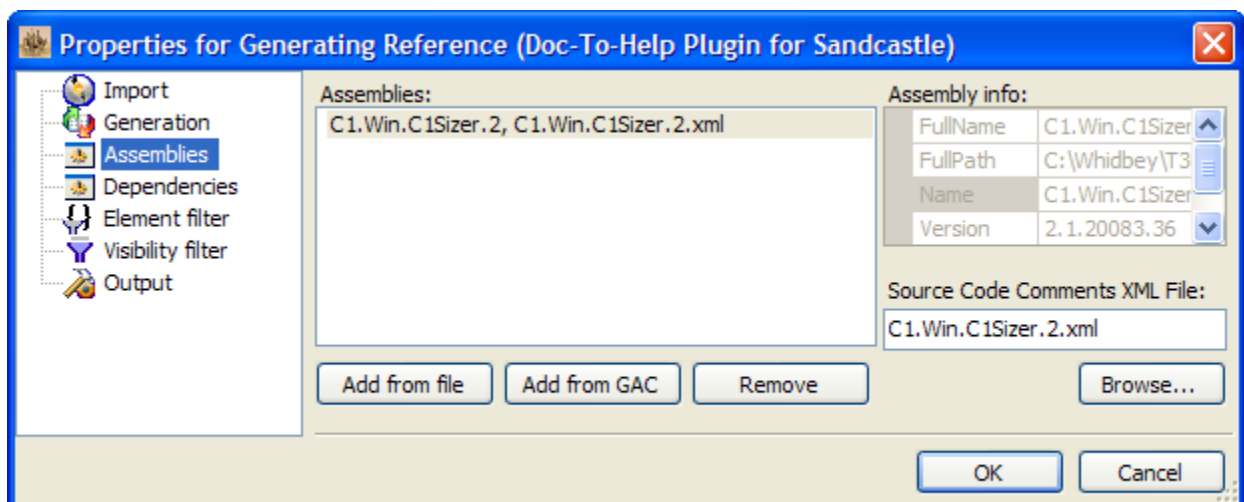 Properties for Generating Reference (Doc-To-Help Plugin for Sandcastle)
Import
Generation
Assemblies
Dependencies
Element filter
Visibility filter
Output
Assemblies:
C1.Win.C1Sizer.2, C1.Win.C1Sizer.2.xml
Add from file
Add from GAC
Remove
Assembly info:
FullName C1.Win.C1Sizer
FullPath C:\Whidbey\T3
Name C1.Win.C1Sizer
Version 2.1.20083.36
Source Code Comments XML File:
C1.Win.C1Sizer.2.xml
Browse...
OK
Cancel